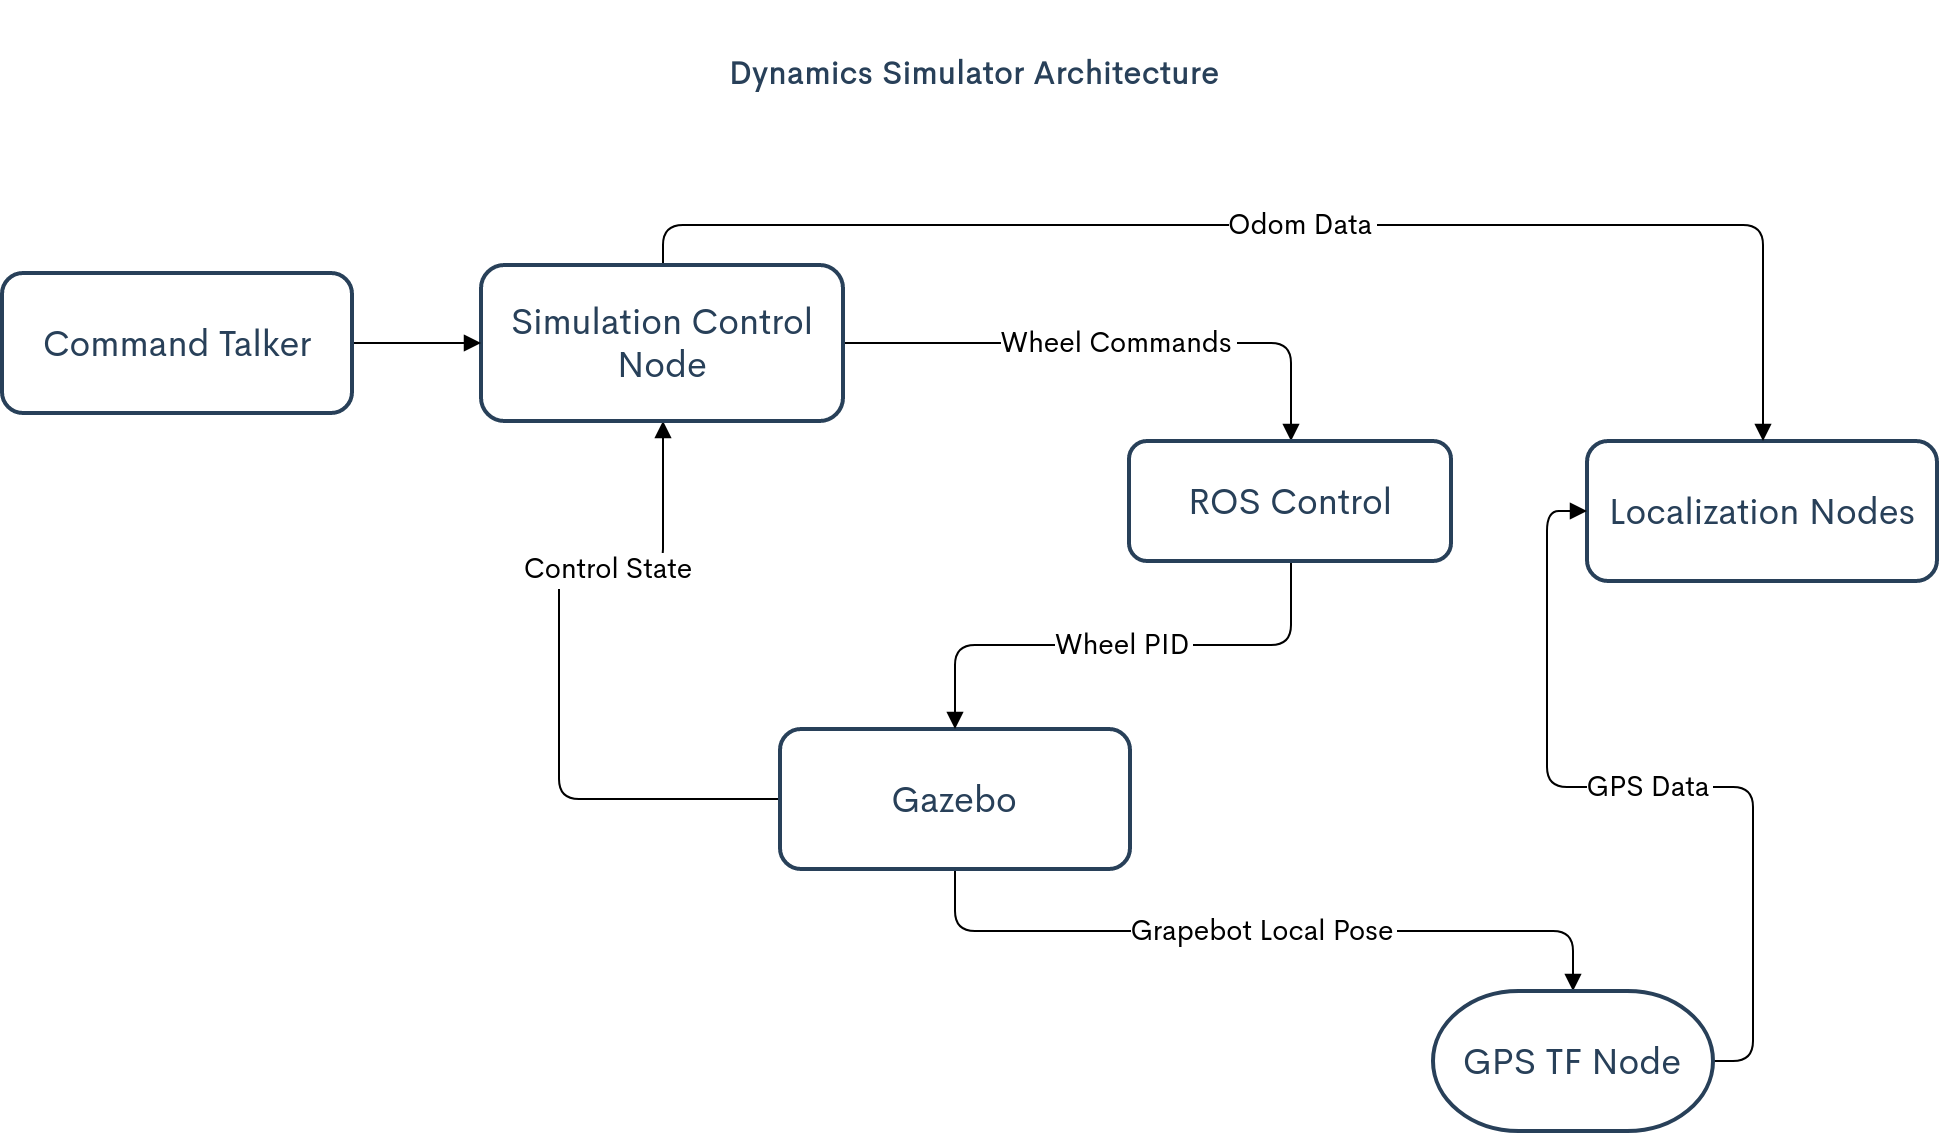 Dynamics Simulator Architecture
Odom Data
Command Talker
Simulation Control
Node
Wheel Commands
ROS Control
Localization Nodes
Control State
Wheel PID
Gazebo
GPS Data
Grapebot Local Pose
GPS TF Node